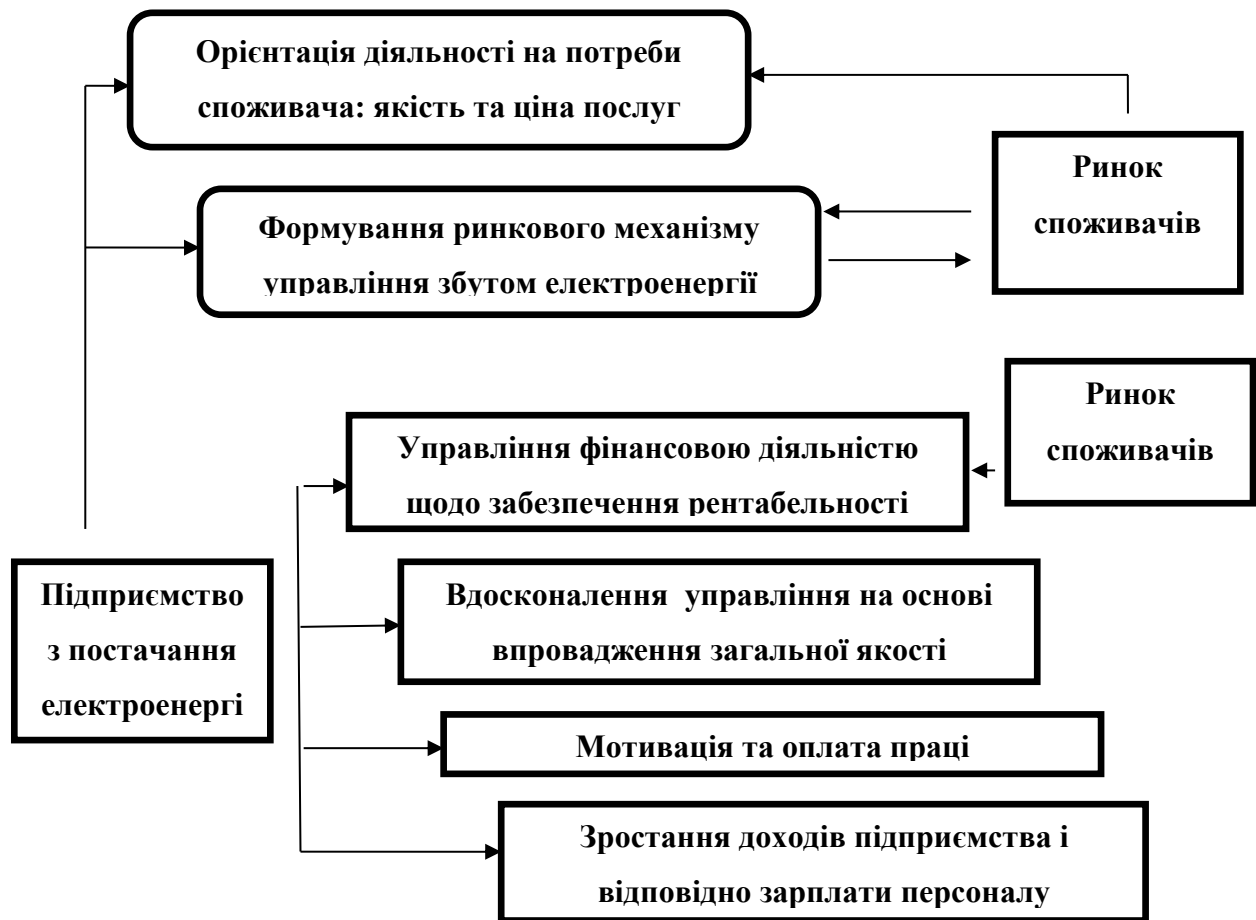 Орієнтація діяльності на потреби
споживача: якість та ціна послуг
Ринок
споживачів
Формування ринкового механізму
управління збутом електроенергії
Ринок
споживачів
Управління фінансовою діяльністю
щодо забезпечення рентабельності
Підприємство
з постачання
електроенергі
Вдосконалення управління на основі
впровадження загальної якості
Мотивація та оплата праці
Зростання доходів підприємства і
відповідно зарплати персоналу